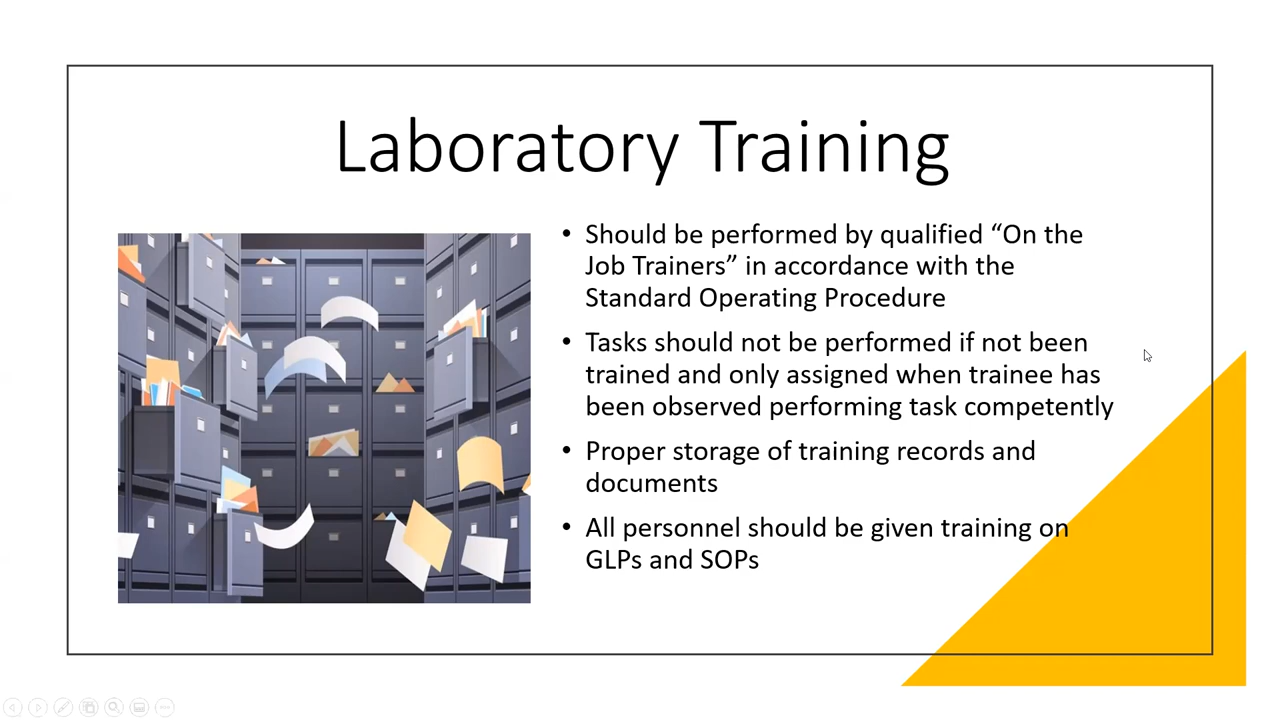 Laboratory Training
• Should be performed by qualified “On the
Job Trainers” in accordance with the
Standard Operating Procedure
• Tasks should not be performed if not been
trained and only assigned when trainee has
been observed performing task competently
• Proper storage of training records and
documents
• All personnel should be given training on
GLPs and SOPs